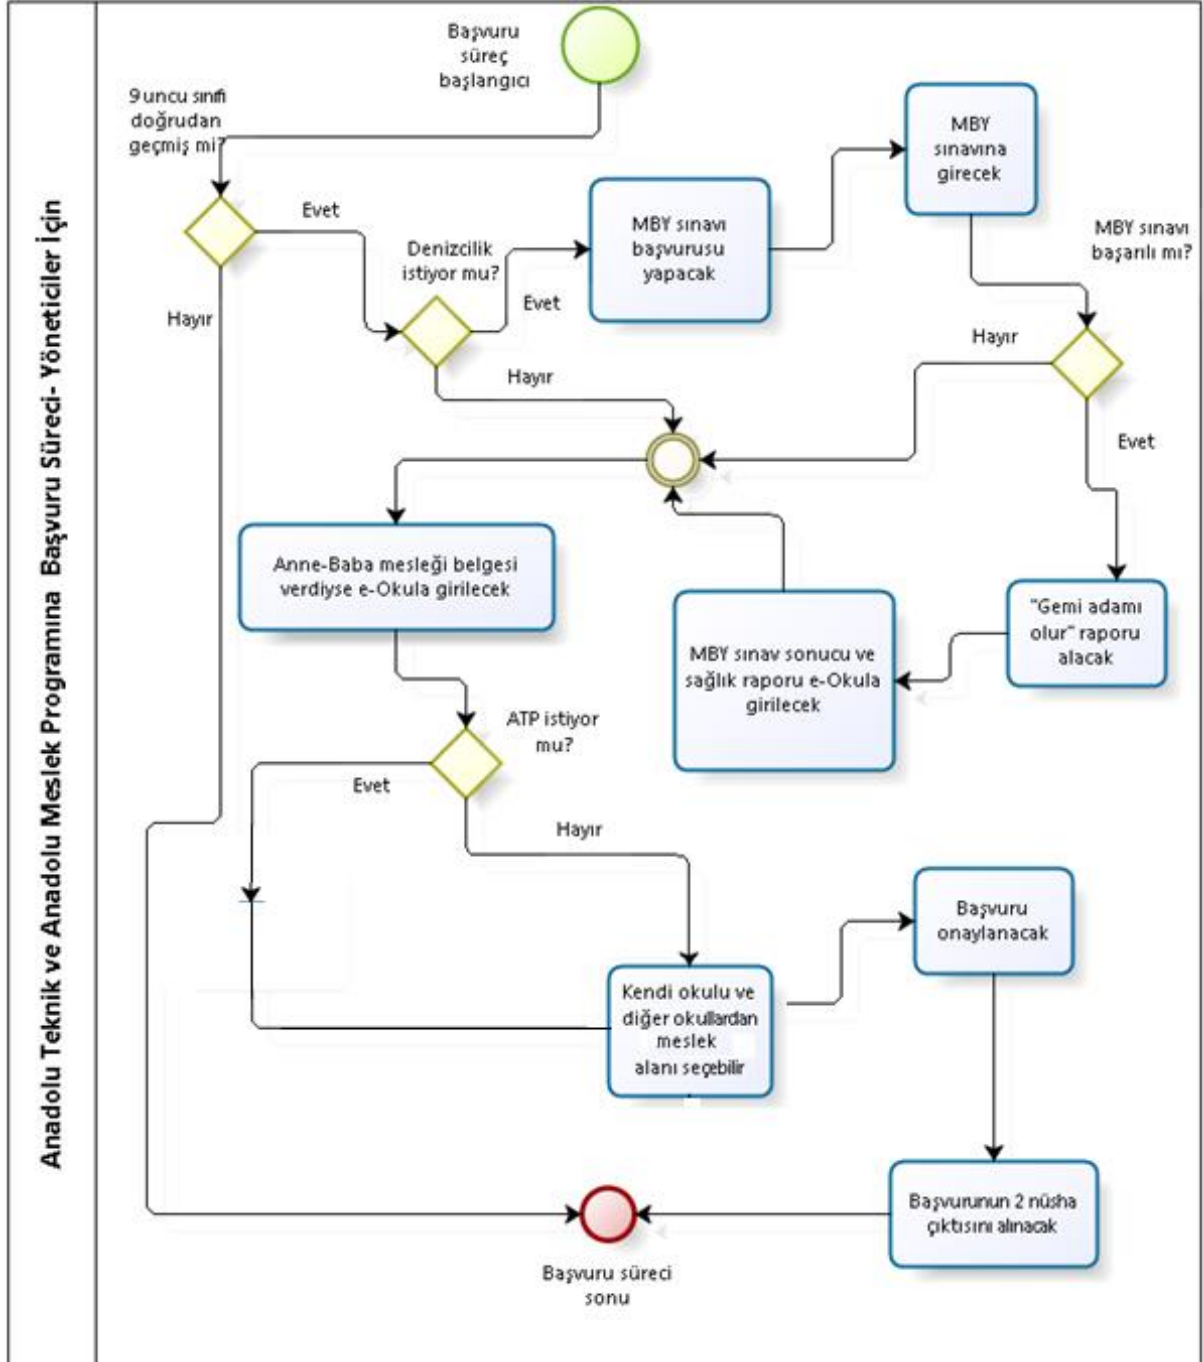 Anadolu Teknik ve Anadolu Meslek Programına Başvuru Süreci- Yöneticiler İçin
Başvuru
süreç
başlangıcı
9 uncu sınıfı
doğrudan
geçmiş mi?
Evet
Hayır
Denizcilik
istiyor mu?
Evet
Hayır
MBY sınavı
başvurusu
yapacak
MBY
sınavına
girecek
MBY sınavı
başarılı mı?
Hayır
Evet
"Gemi adamı
olur" raporu
alacak
MBY sınav sonucu ve
sağlık raporu e-Okula
girilecek
Anne-Baba mesleği belgesi
verdiyse e-Okula girilecek
ATP istiyor
mu?
Evet
Hayır
Kendi okulu ve
diğer okullardan
meslek
alanı seçebilir
Başvuru
onaylanacak
Başvurunun 2 nüsha
çıktısını alınacak
Başvuru süreci
sonu